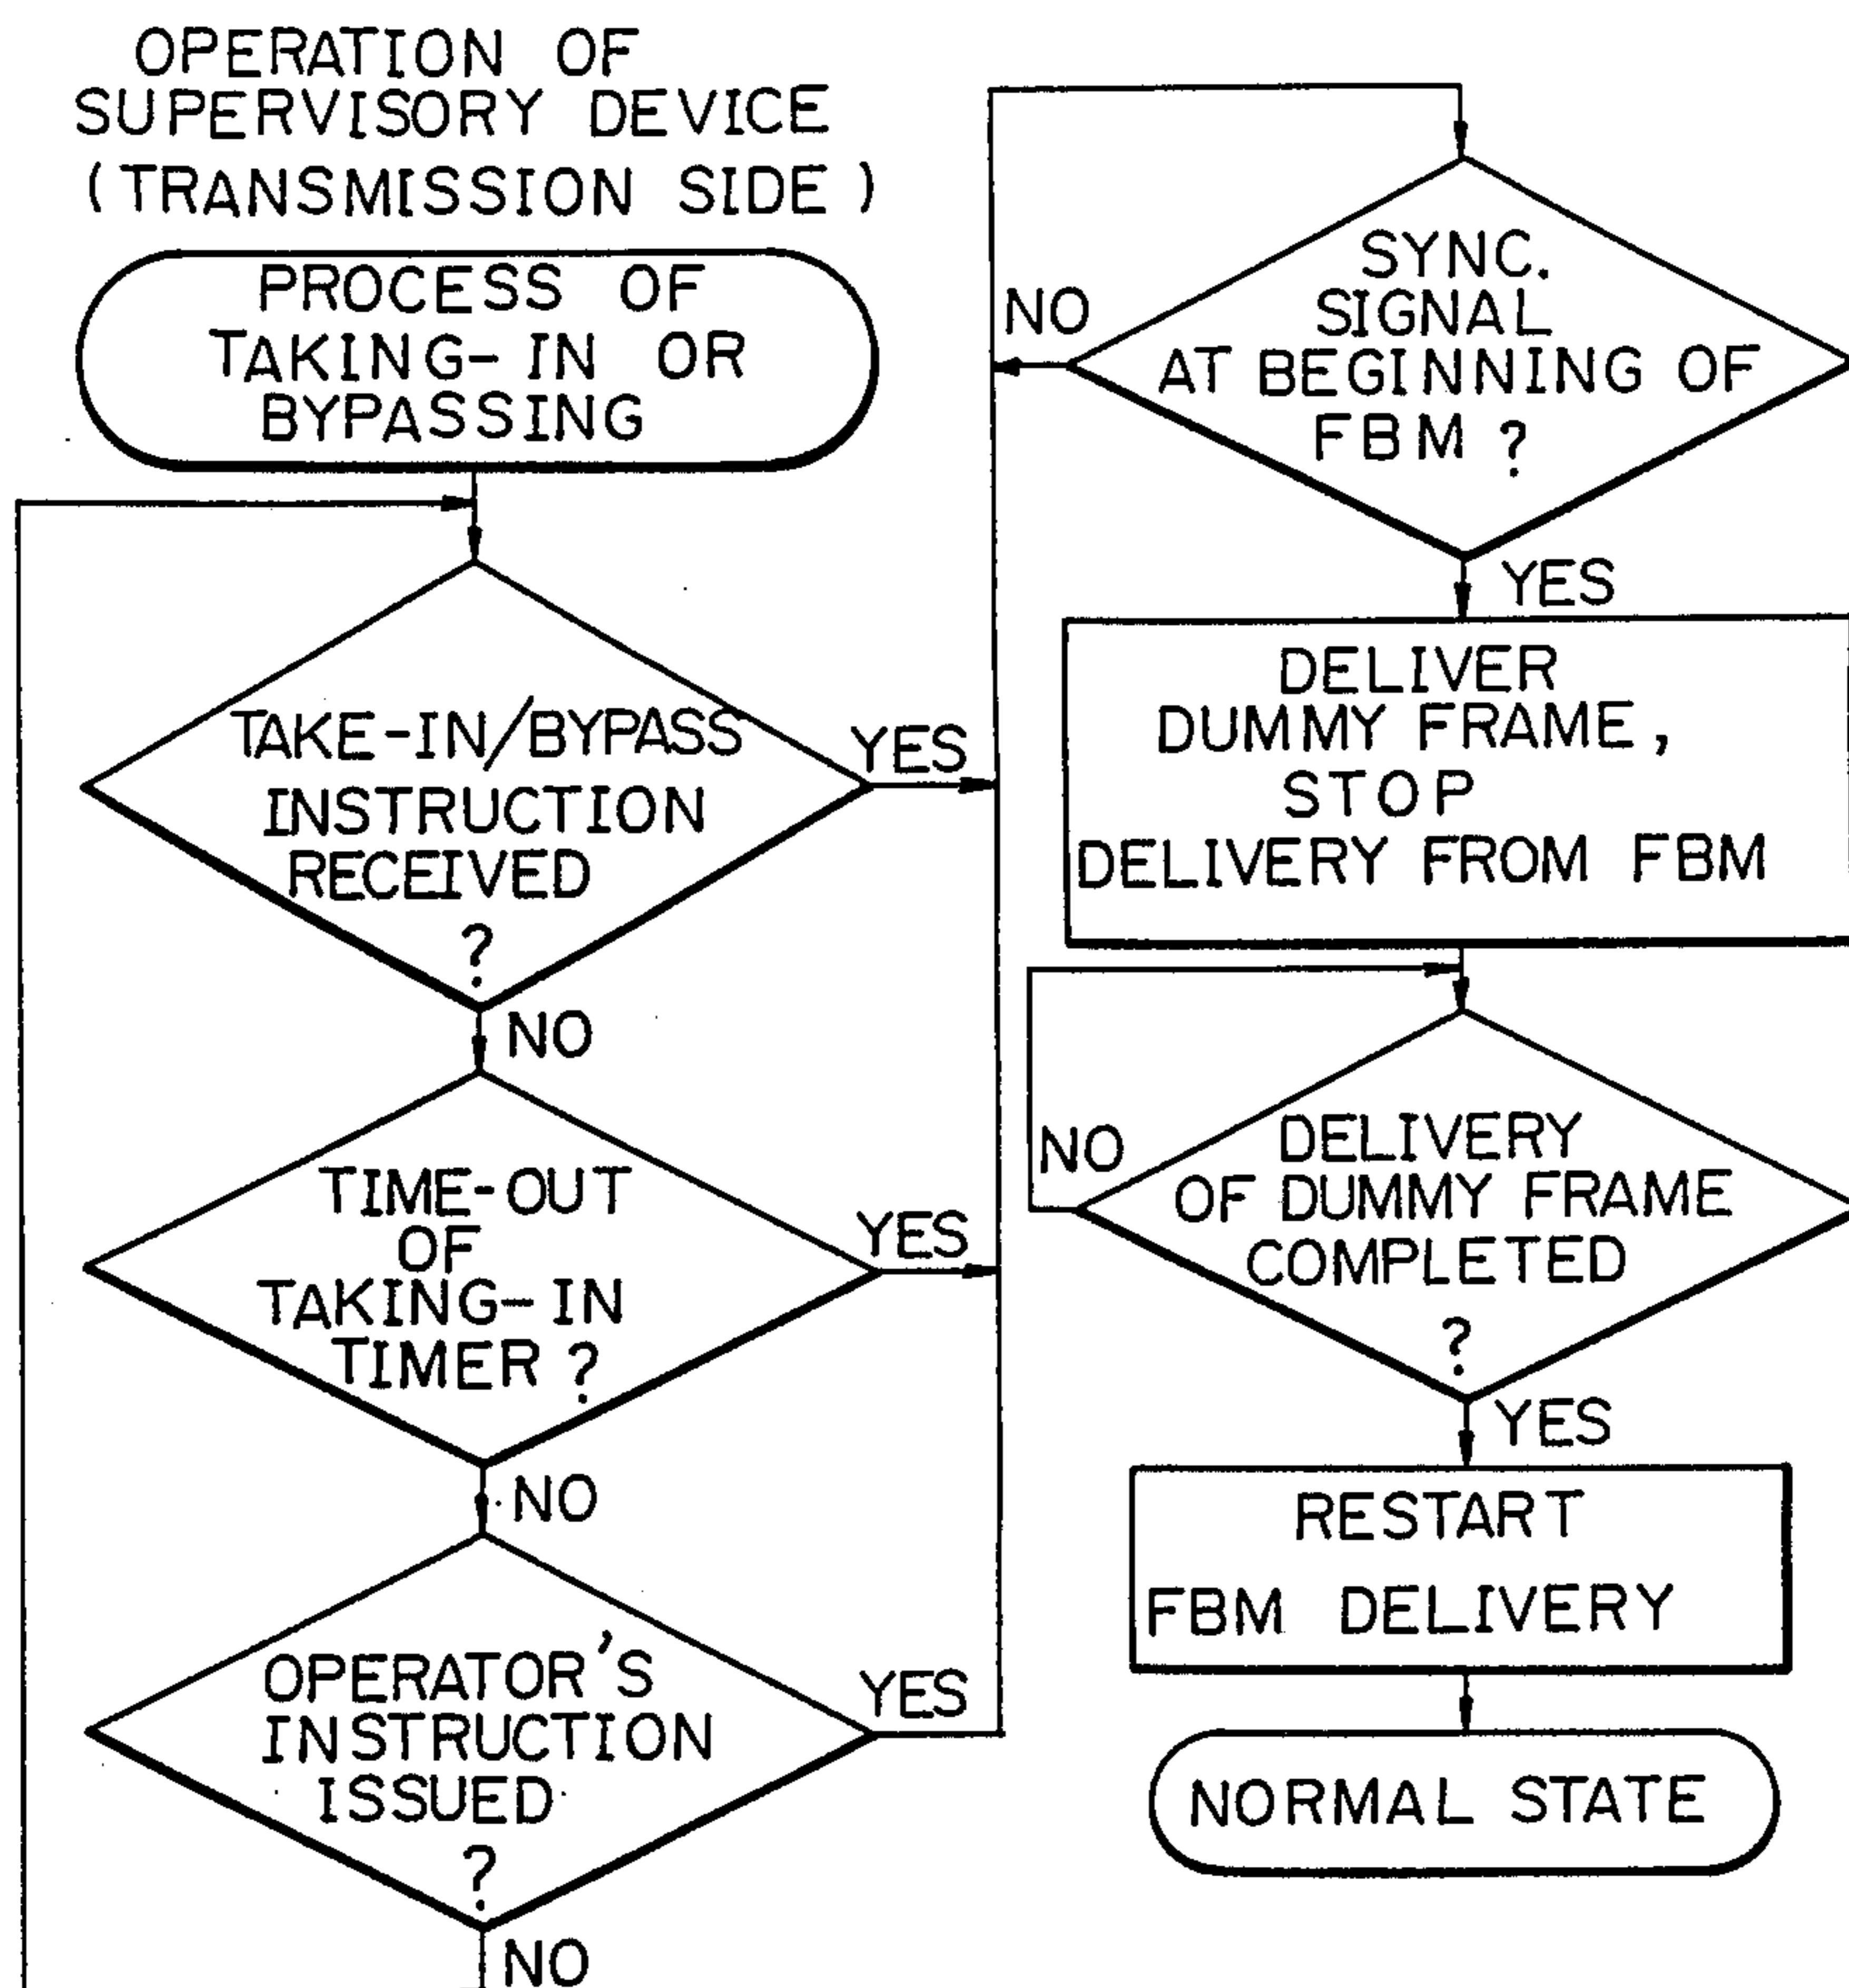 OPERATION OF
SUPERVISORY DEVICE
(TRANSMISSION SIDE)
PROCESS OF
TAKING-IN OR
BYPASSING
TAKE-IN/BYPASS
INSTRUCTION
RECEIVED
?
YES
NO
TIME-OUT
OF
TAKING-IN
TIMER ?
YES
NO
OPERATOR'S
INSTRUCTION
ISSUED
?
YES
NO
SYNC.
SIGNAL
AT BEGINNING OF
FBM ?
NO
YES
DELIVER
DUMMY FRAME,
STOP
DELIVERY FROM FBM
DELIVERY
OF DUMMY FRAME
COMPLETED
?
NO
YES
RESTART
FBM DELIVERY
NORMAL STATE